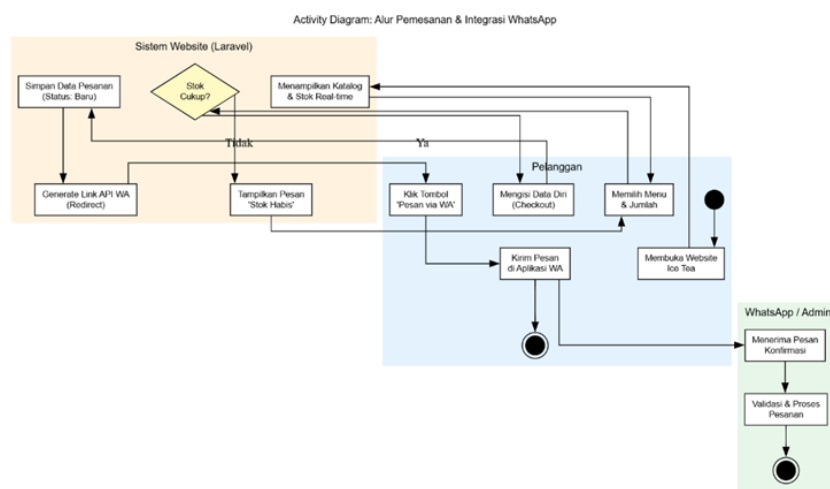 Activity Diagram: Alur Pemesanan & Integrasi WhatsApp
Sistem Website (Laravel)
Simpan Data Pesanan
(Status: Baru)
Stok
Cukup?
Menampilkan Katalog
& Stok Real-time
Tidak
Ya
Generate Link API WA
(Redirect)
Tampilkan Pesan
'Stok Habis'
Pelanggan
Klik Tombol
'Pesan via WA'
Mengisi Data Diri
(Checkout)
Memilih Menu
& Jumlah
Kirim Pesan
di Aplikasi WA
Membuka Website
Ice Tea
WhatsApp / Admin
Menerima Pesan
Konfirmasi
Validasi & Proses
Pesanan